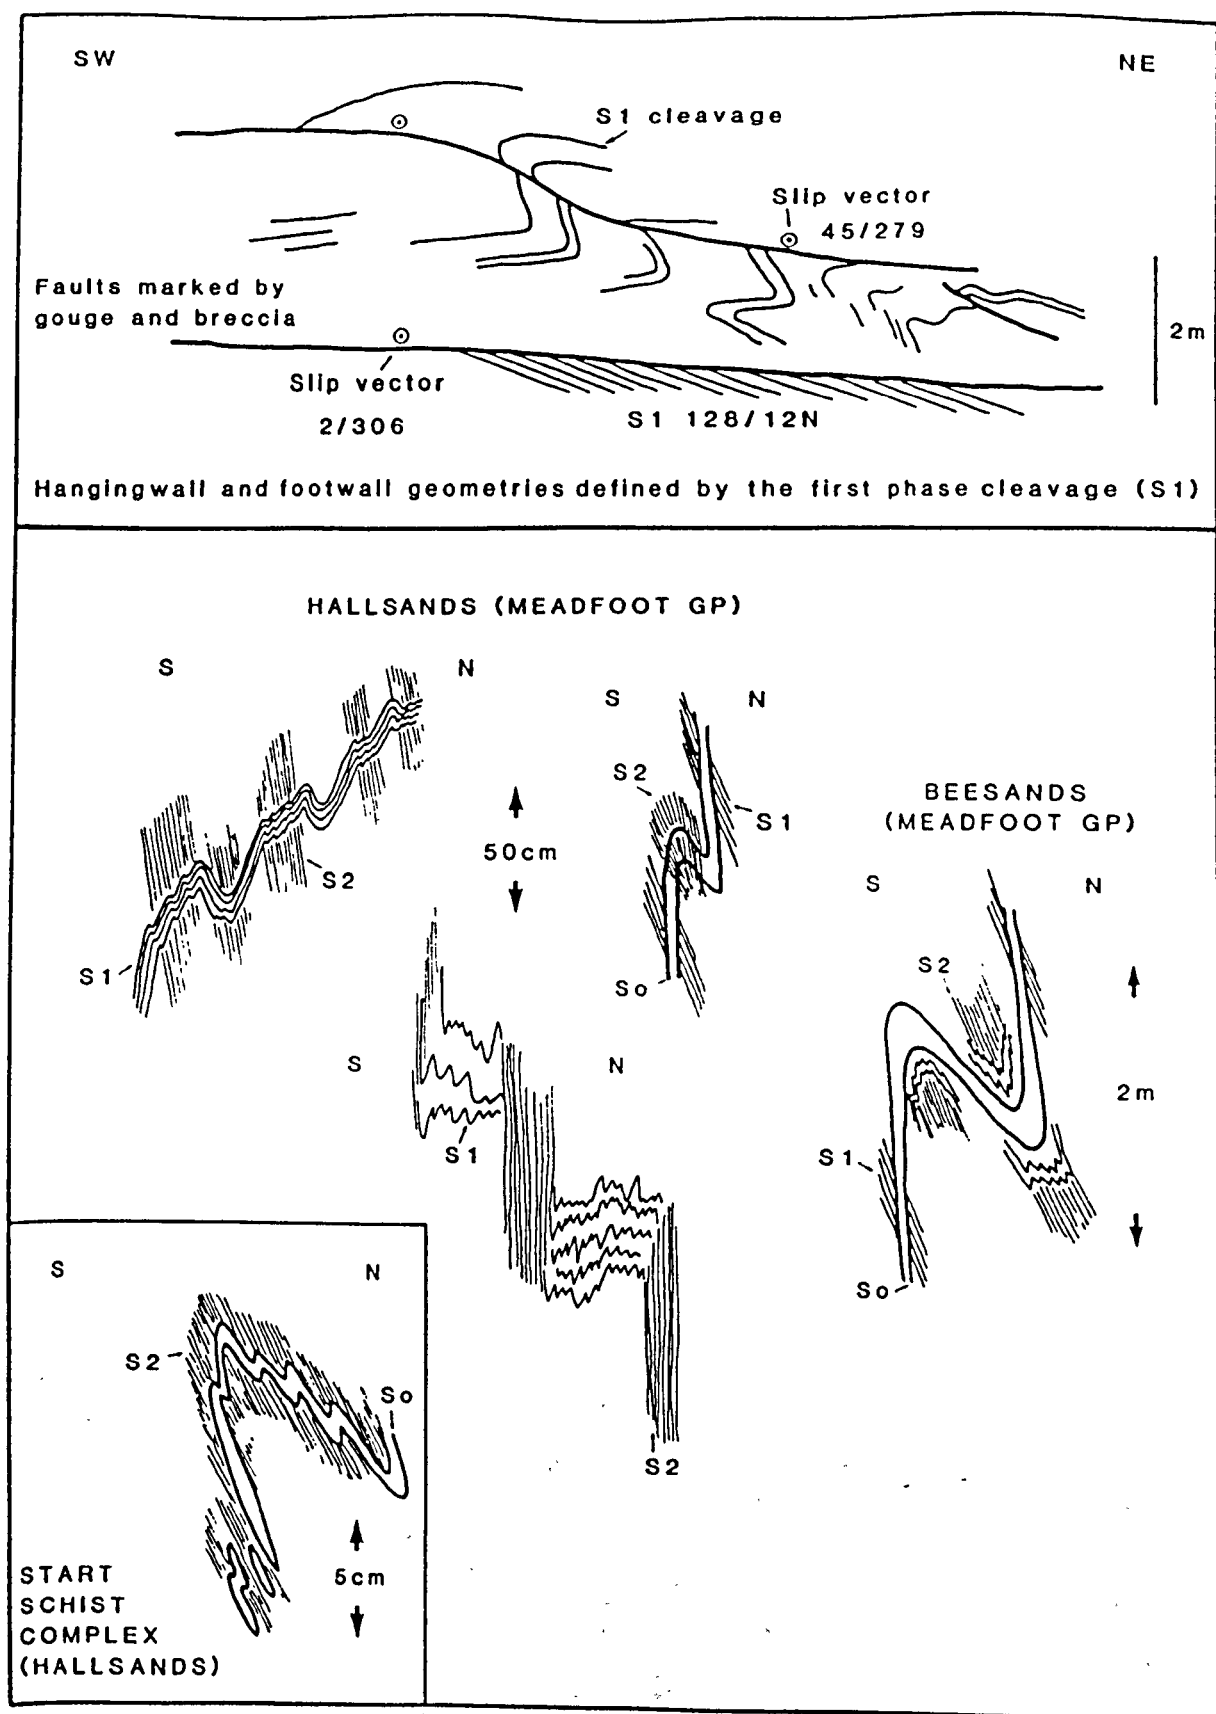 SW
NE
S1 cleavage
Slip vector
45/279
Faults marked by
gouge and breccia
2m
Slip vector
2/306
S1 128/12N
Hangingwall and footwall geometries defined by the first phase cleavage (S1)
HALLSANDS (MEADFOOT GP)
S
N
S
N
S2
S1
BEESANDS
(MEADFOOT GP)
50cm
S2
S
N
S1
So
S2
S
N
2m
S1
S1
So
S
N
S2
So
S2
5cm
START
SCHIST
COMPLEX
(HALLSANDS)